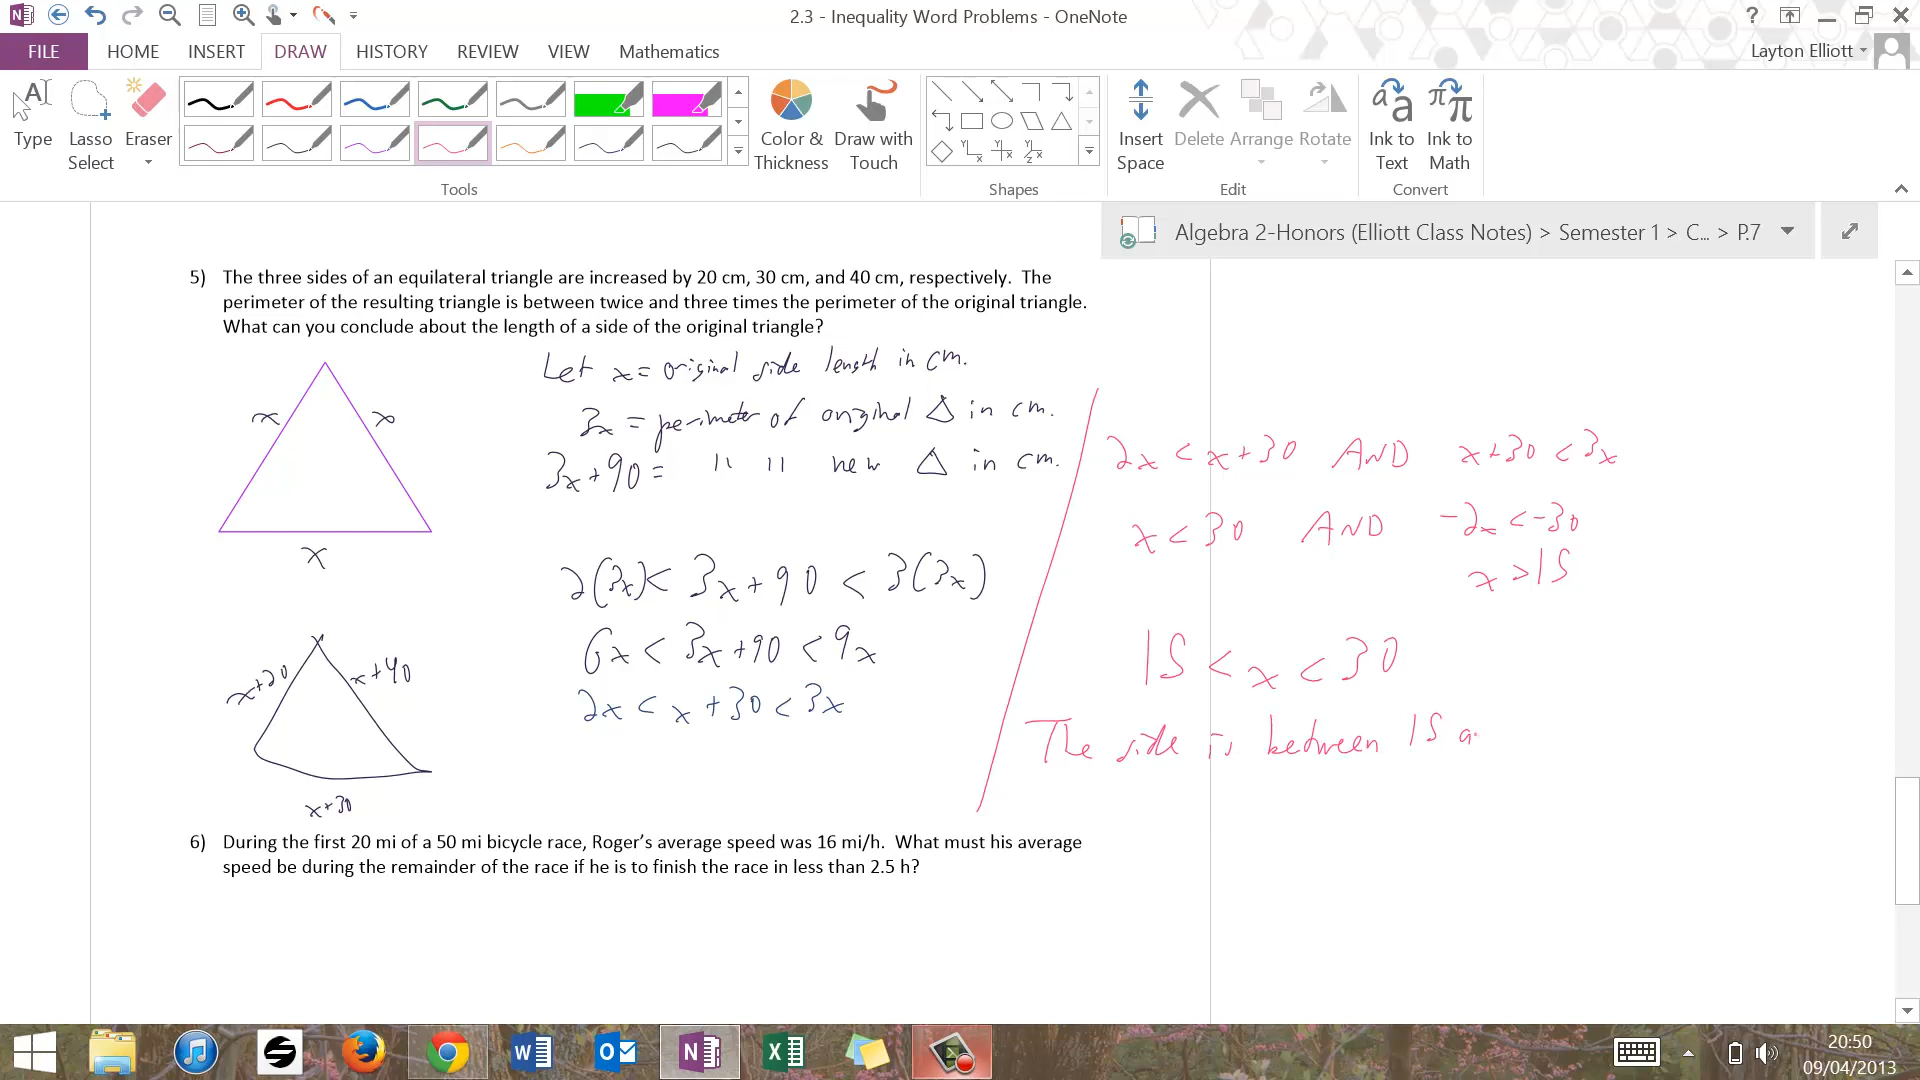 2.3 - Inequality Word Problems - OneNote
FILE HOME INSERT DRAW HISTORY REVIEW VIEW Mathematics
Layton Elliott
Type
Lasso Select
Eraser
Color & Thickness
Draw with Touch
Insert Space
Delete
Arrange
Rotate
Ink to Text
Ink to Math
Tools Shapes Edit Convert
Algebra 2-Honors (Elliott Class Notes) > Semester 1 > C... > P.7
5) The three sides of an equilateral triangle are increased by 20 cm, 30 cm, and 40 cm, respectively. The
perimeter of the resulting triangle is between twice and three times the perimeter of the original triangle.
What can you conclude about the length of a side of the original triangle?
x x
x
x+20 x+40
x+30
Let x = original side length in cm.
3x = perimeter of original △ in cm.
3x+90 = " " new △ in cm.
2(3x) < 3x+90 < 3(3x)
6x < 3x+90 < 9x
2x < x+30 < 3x
2x < x+30 AND x+30 < 3x
x < 30 AND -2x < -30
x > 15
15 < x < 30
The side is between 15 a
6) During the first 20 mi of a 50 mi bicycle race, Roger's average speed was 16 mi/h. What must his average
speed be during the remainder of the race if he is to finish the race in less than 2.5 h?
20:50
09/04/2013